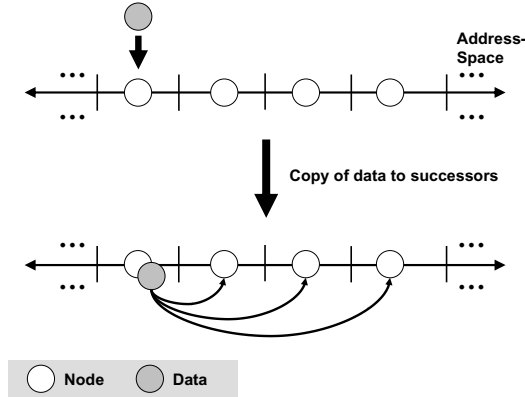 Address-
Space
... ...
... ...
Copy of data to successors
... ...
... ...
Node Data